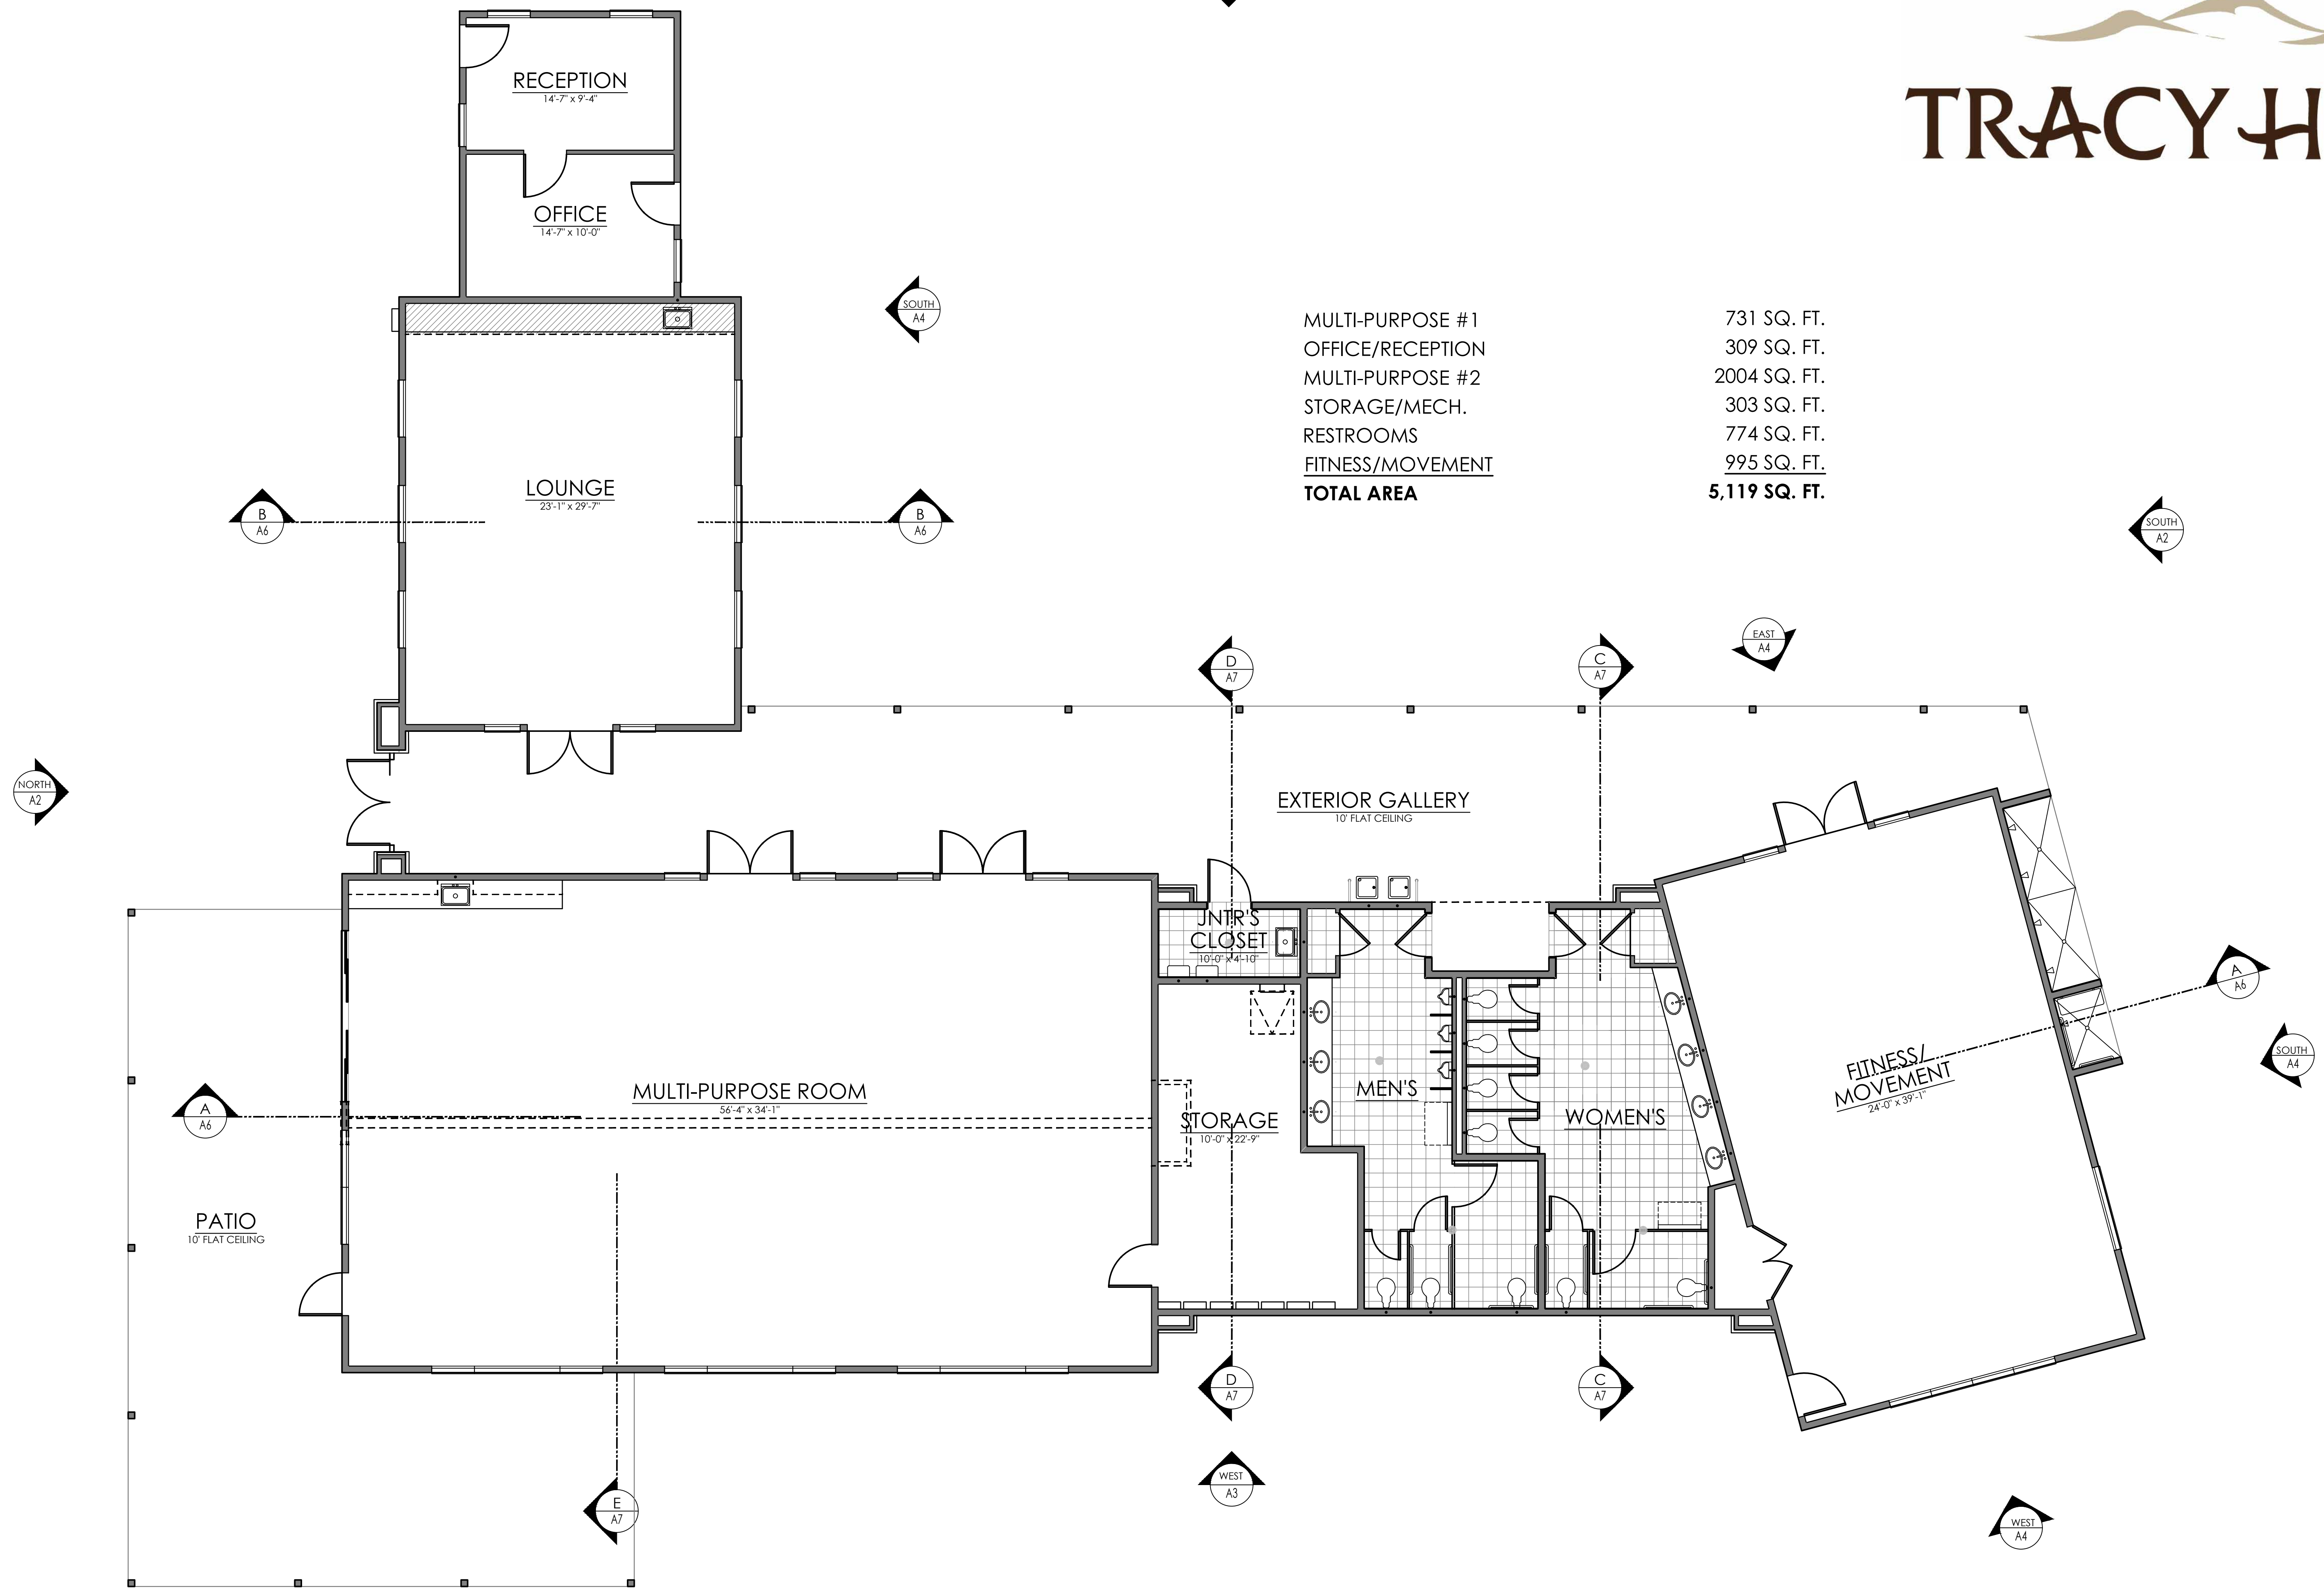 TRACY H
RECEPTION
14'-7" x 9'-4"
OFFICE
14'-7" x 10'-0"
SOUTH
A4
MULTI-PURPOSE #1 731 SQ. FT.
OFFICE/RECEPTION 309 SQ. FT.
MULTI-PURPOSE #2 2004 SQ. FT.
STORAGE/MECH. 303 SQ. FT.
RESTROOMS 774 SQ. FT.
FITNESS/MOVEMENT 995 SQ. FT.
TOTAL AREA 5,119 SQ. FT.
LOUNGE
23'-1" x 29'-7"
B
A6
B
A6
SOUTH
A2
EAST
A4
D
A7
C
A7
NORTH
A2
EXTERIOR GALLERY
10' FLAT CEILING
JNTR'S
CLOSET
10'-0" x 4'-10"
A
A6
SOUTH
A4
MULTI-PURPOSE ROOM
56'-4" x 34'-1"
A
A6
STORAGE
10'-0" x 22'-9"
MEN'S
WOMEN'S
FITNESS/
MOVEMENT
24'-0" x 39'-1"
PATIO
10' FLAT CEILING
D
A7
C
A7
E
A7
WEST
A3
WEST
A4